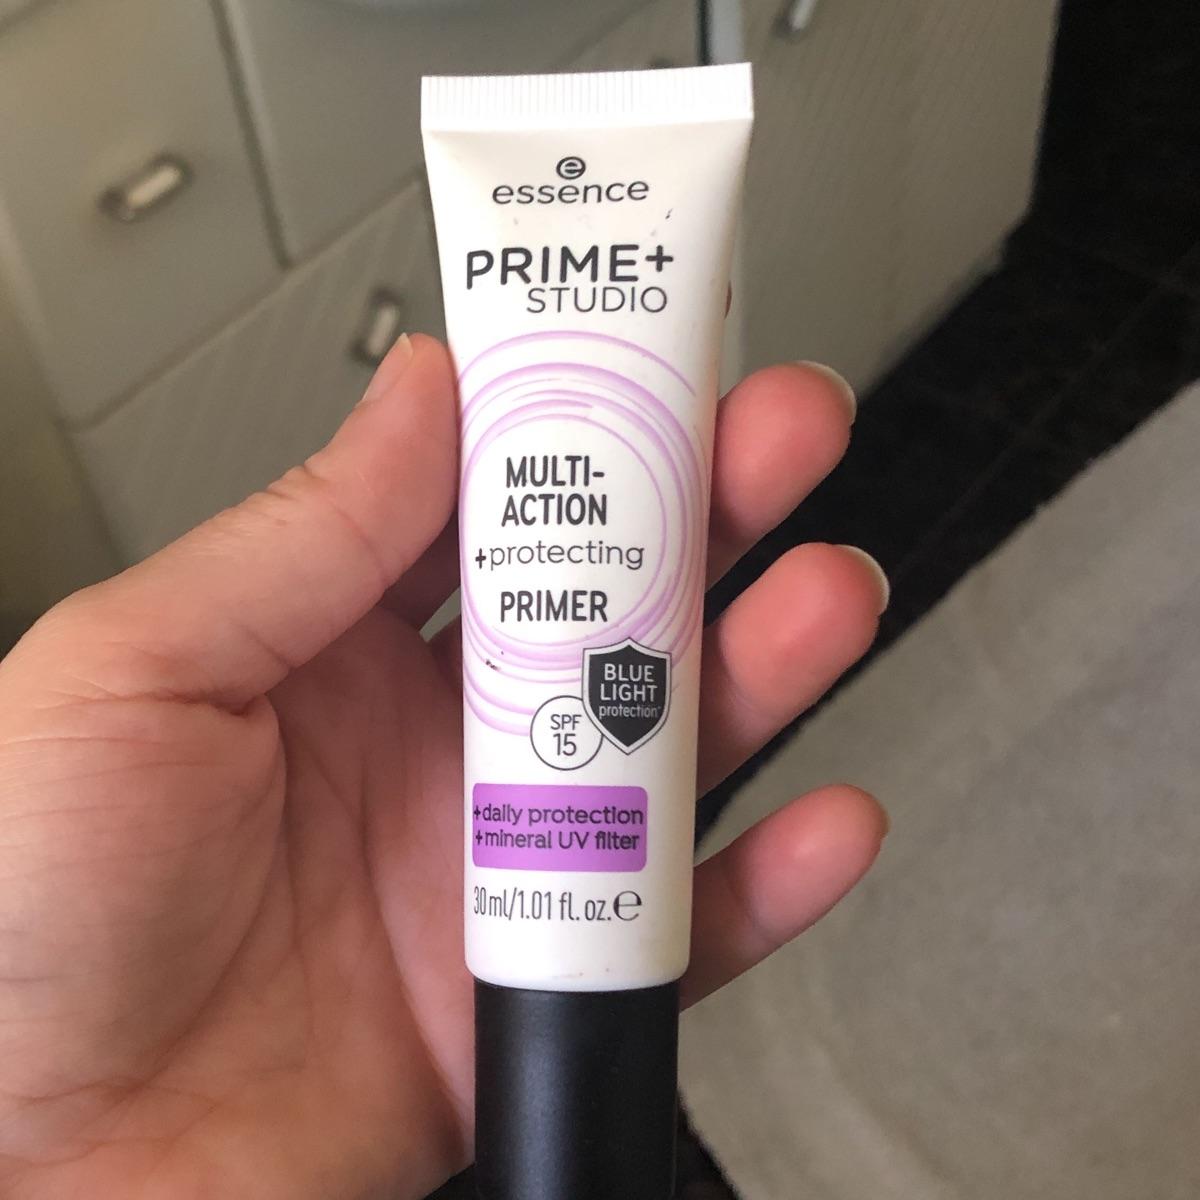 essence
PRIME+
STUDIO
MULTI-
ACTION
+protecting
PRIMER
BLUE
LIGHT
protection*
SPF
15
+daily protection
+mineral UV filter
30ml/1.01 fl. oz.℮